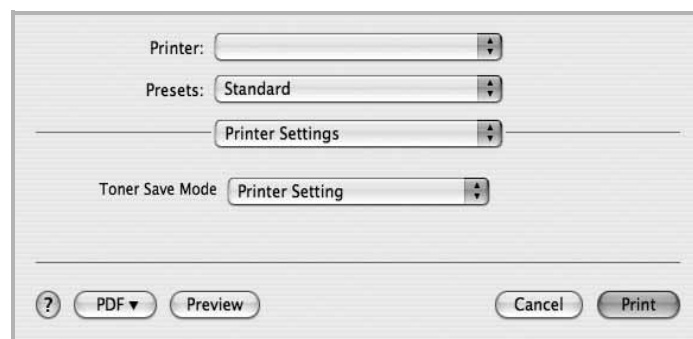 Printer:
Presets: Standard
Printer Settings
Toner Save Mode Printer Setting
? PDF ▼ Preview Cancel Print